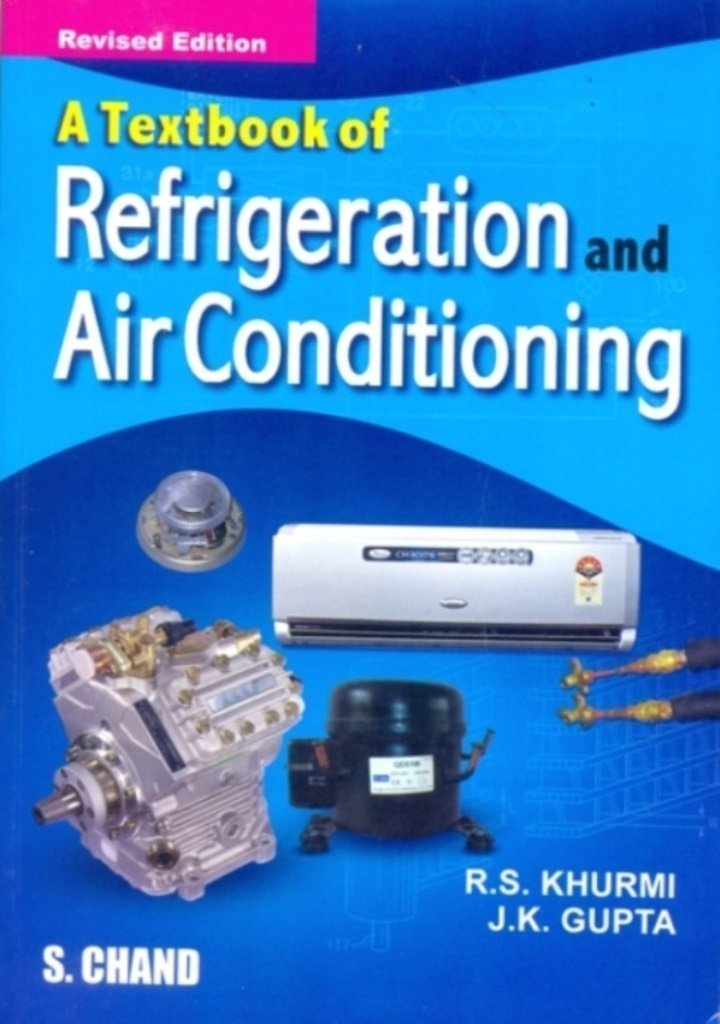 Revised Edition
A Textbook of
Refrigeration and
Air Conditioning
R.S. KHURMI
J.K. GUPTA
S. CHAND